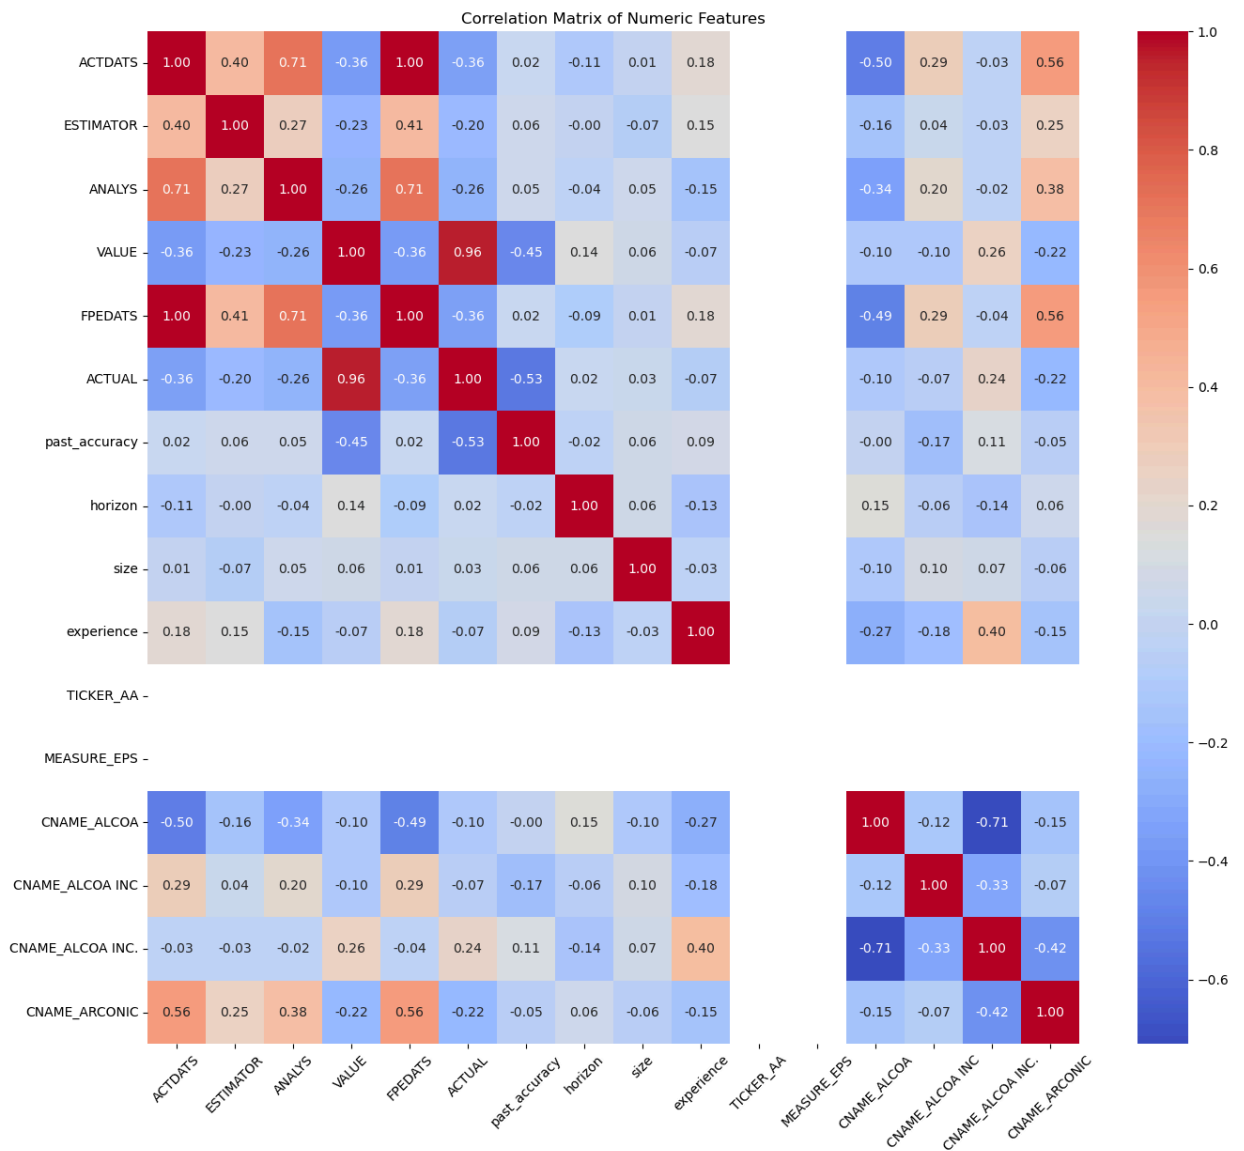 Correlation Matrix of Numeric Features
ACTDATS 1.00 0.40 0.71 -0.36 1.00 -0.36 0.02 -0.11 0.01 0.18 -0.50 0.29 -0.03 0.56
ESTIMATOR 0.40 1.00 0.27 -0.23 0.41 -0.20 0.06 -0.00 -0.07 0.15 -0.16 0.04 -0.03 0.25
ANALYS 0.71 0.27 1.00 -0.26 0.71 -0.26 0.05 -0.04 0.05 -0.15 -0.34 0.20 -0.02 0.38
VALUE -0.36 -0.23 -0.26 1.00 -0.36 0.96 -0.45 0.14 0.06 -0.07 -0.10 -0.10 0.26 -0.22
FPEDATS 1.00 0.41 0.71 -0.36 1.00 -0.36 0.02 -0.09 0.01 0.18 -0.49 0.29 -0.04 0.56
ACTUAL -0.36 -0.20 -0.26 0.96 -0.36 1.00 -0.53 0.02 0.03 -0.07 -0.10 -0.07 0.24 -0.22
past_accuracy 0.02 0.06 0.05 -0.45 0.02 -0.53 1.00 -0.02 0.06 0.09 -0.00 -0.17 0.11 -0.05
horizon -0.11 -0.00 -0.04 0.14 -0.09 0.02 -0.02 1.00 0.06 -0.13 0.15 -0.06 -0.14 0.06
size 0.01 -0.07 0.05 0.06 0.01 0.03 0.06 0.06 1.00 -0.03 -0.10 0.10 0.07 -0.06
experience 0.18 0.15 -0.15 -0.07 0.18 -0.07 0.09 -0.13 -0.03 1.00 -0.27 -0.18 0.40 -0.15
TICKER_AA
MEASURE_EPS
CNAME_ALCOA -0.50 -0.16 -0.34 -0.10 -0.49 -0.10 -0.00 0.15 -0.10 -0.27 1.00 -0.12 -0.71 -0.15
CNAME_ALCOA INC 0.29 0.04 0.20 -0.10 0.29 -0.07 -0.17 -0.06 0.10 -0.18 -0.12 1.00 -0.33 -0.07
CNAME_ALCOA INC. -0.03 -0.03 -0.02 0.26 -0.04 0.24 0.11 -0.14 0.07 0.40 -0.71 -0.33 1.00 -0.42
CNAME_ARCONIC 0.56 0.25 0.38 -0.22 0.56 -0.22 -0.05 0.06 -0.06 -0.15 -0.15 -0.07 -0.42 1.00
ACTDATS ESTIMATOR ANALYS VALUE FPEDATS ACTUAL past_accuracy horizon size experience TICKER_AA MEASURE_EPS CNAME_ALCOA CNAME_ALCOA INC CNAME_ALCOA INC. CNAME_ARCONIC
1.0
0.8
0.6
0.4
0.2
0.0
−0.2
−0.4
−0.6